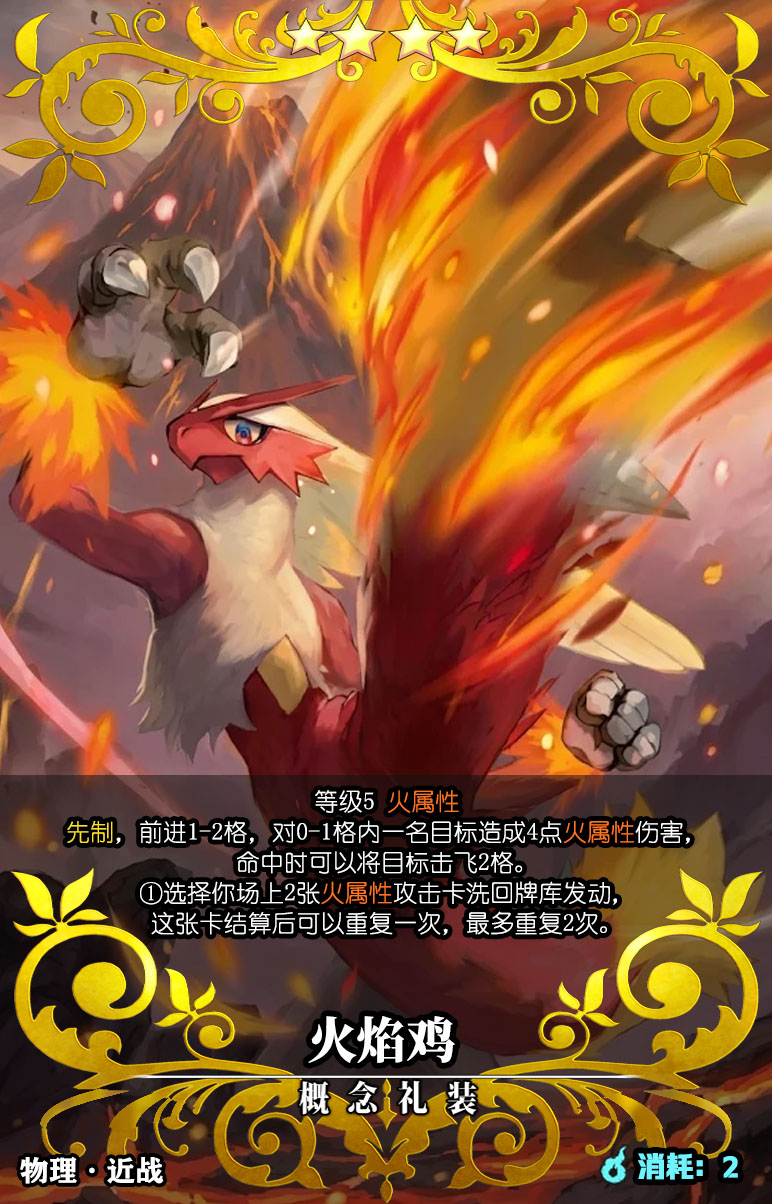 等级5 火属性
先制，前进1-2格，对0-1格内一名目标造成4点火属性伤害，
命中时可以将目标击飞2格。
①选择你场上2张火属性攻击卡洗回牌库发动，
这张卡结算后可以重复一次，最多重复2次。
火焰鸡
概念礼装
物理·近战
消耗：2